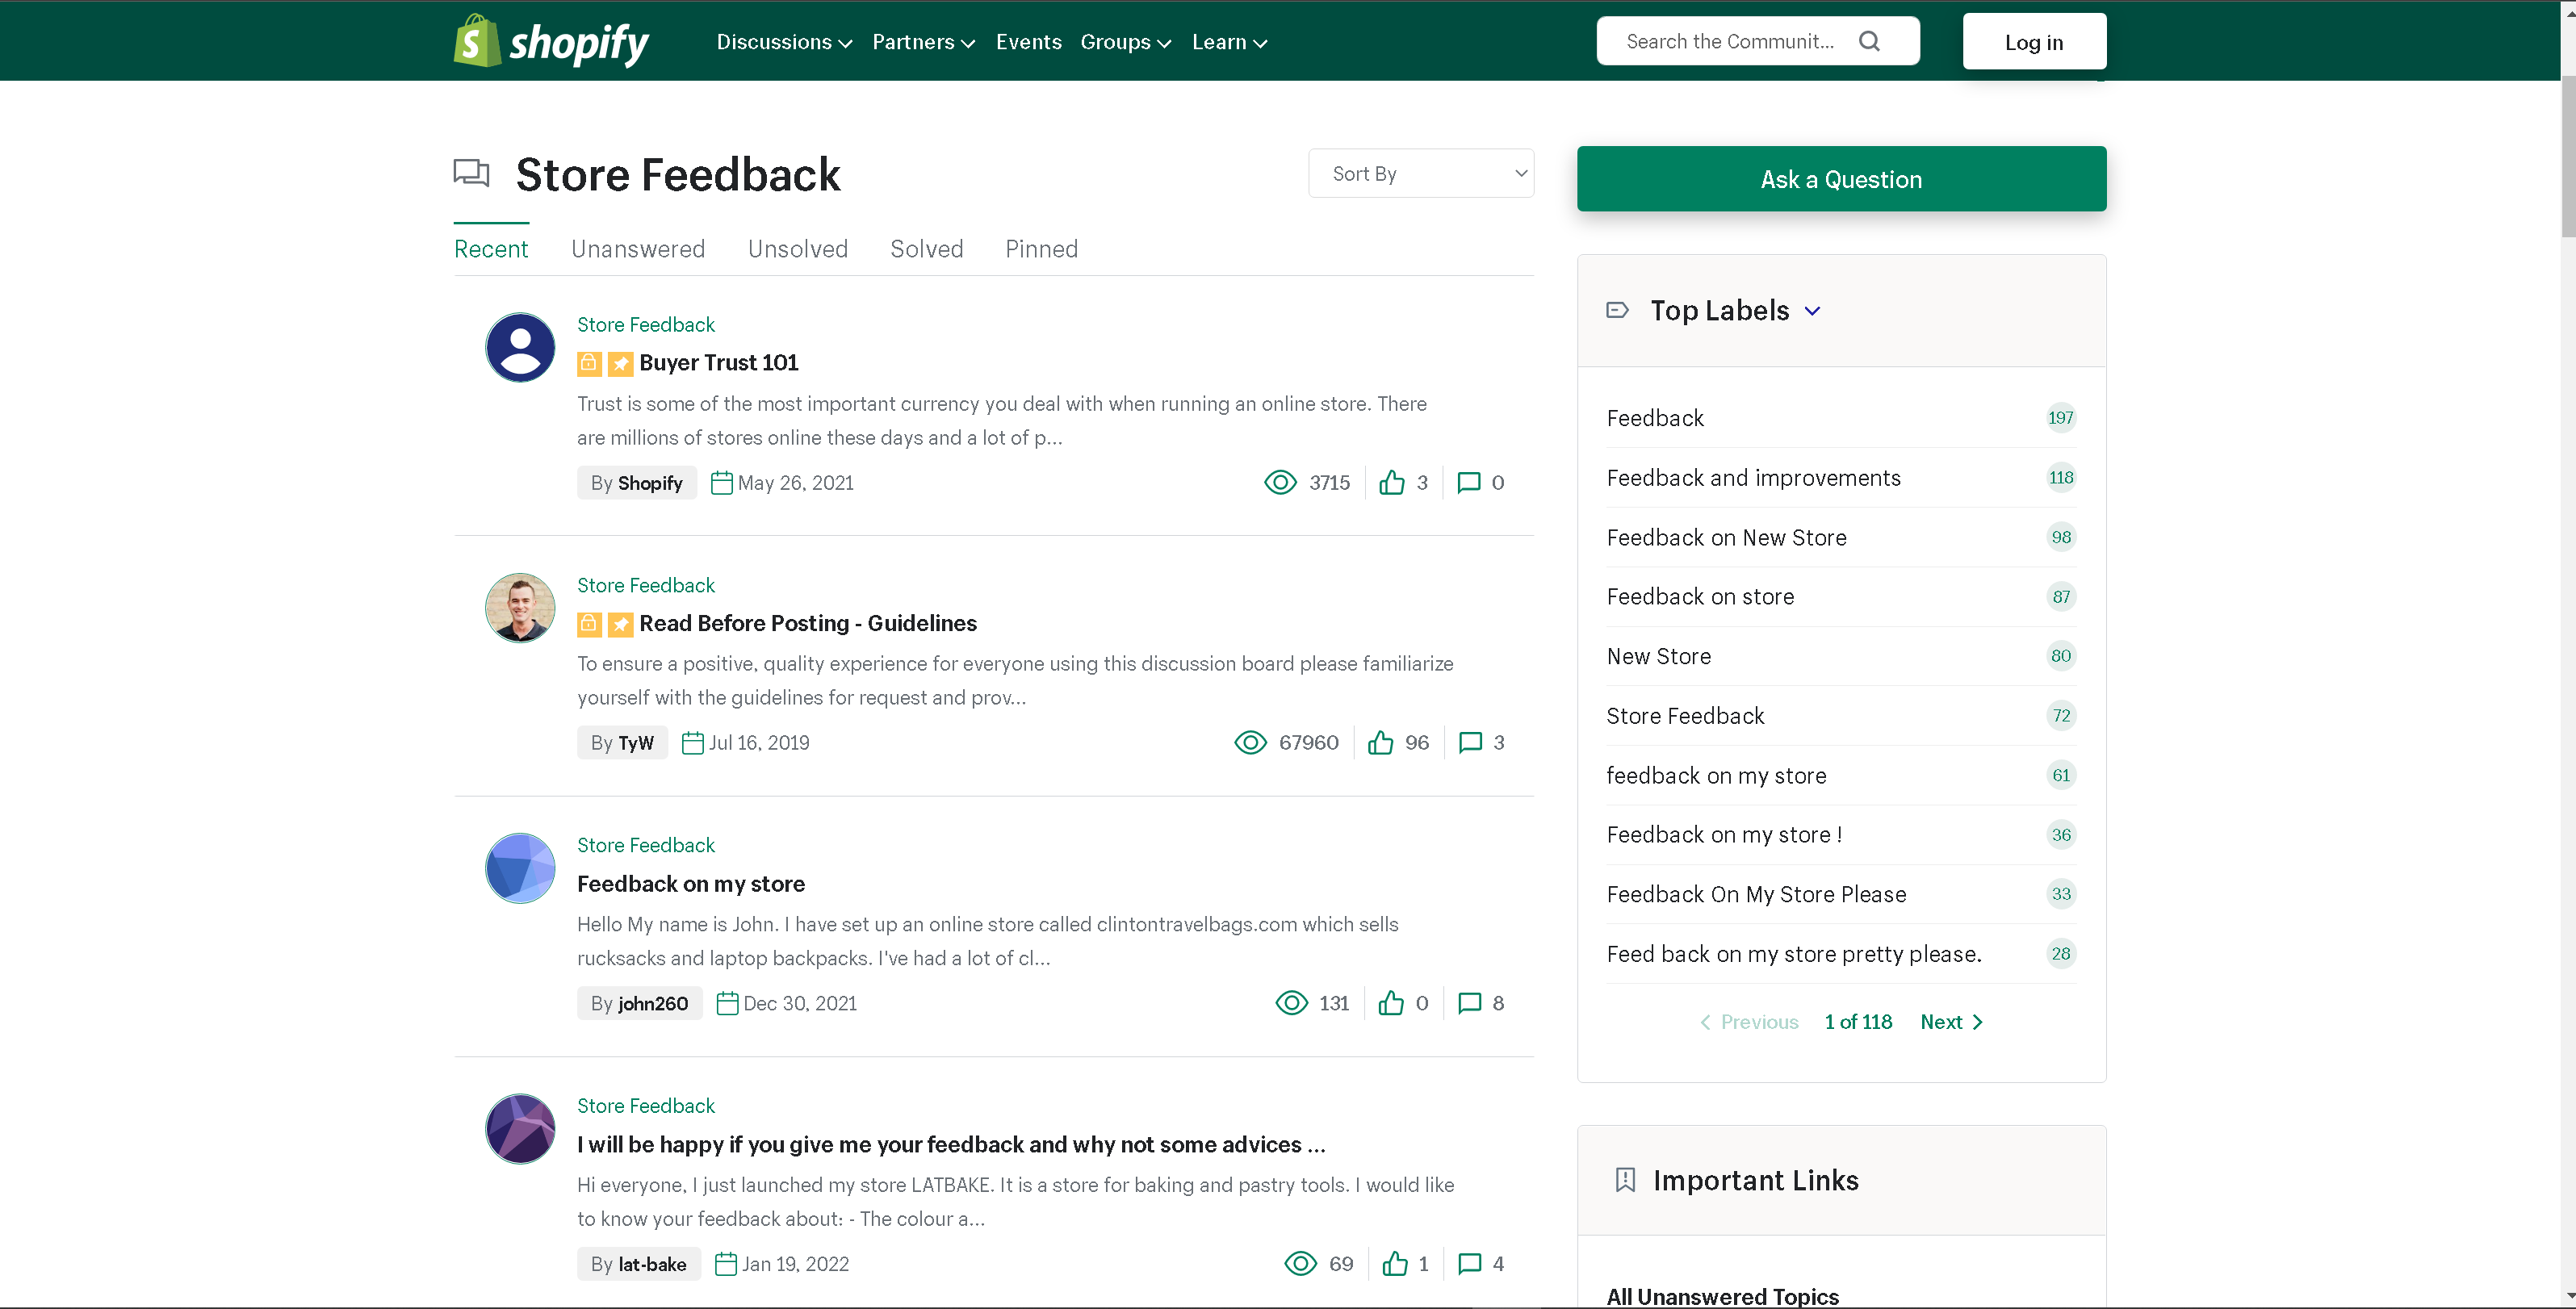 shopify
Discussions Partners Events Groups Learn
Search the Communit...
Log in
Store Feedback
Sort By
Recent Unanswered Unsolved Solved Pinned
Store Feedback
Buyer Trust 101
Trust is some of the most important currency you deal with when running an online store. There
are millions of stores online these days and a lot of p...
By Shopify May 26, 2021 3715 3 0
Store Feedback
Read Before Posting - Guidelines
To ensure a positive, quality experience for everyone using this discussion board please familiarize
yourself with the guidelines for request and prov...
By TyW Jul 16, 2019 67960 96 3
Store Feedback
Feedback on my store
Hello My name is John. I have set up an online store called clintontravelbags.com which sells
rucksacks and laptop backpacks. I've had a lot of cl...
By john260 Dec 30, 2021 131 0 8
Store Feedback
I will be happy if you give me your feedback and why not some advices ...
Hi everyone, I just launched my store LATBAKE. It is a store for baking and pastry tools. I would like
to know your feedback about: - The colour a...
By lat-bake Jan 19, 2022 69 1 4
Ask a Question
Top Labels
Feedback 197
Feedback and improvements 118
Feedback on New Store 98
Feedback on store 87
New Store 80
Store Feedback 72
feedback on my store 61
Feedback on my store ! 36
Feedback On My Store Please 33
Feed back on my store pretty please. 28
Previous 1 of 118 Next
Important Links
All Unanswered Topics